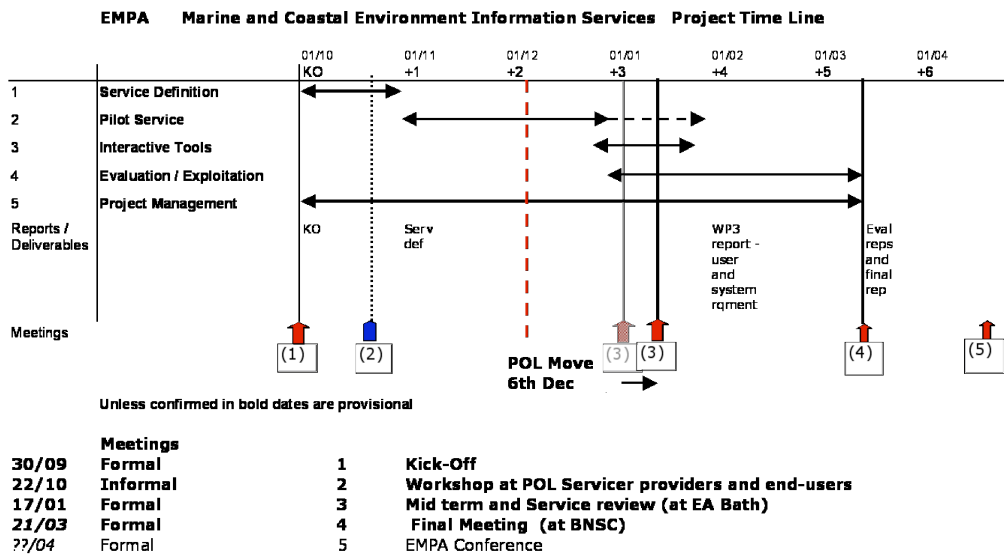 EMPA Marine and Coastal Environment Information Services Project Time Line
01/10 01/11 01/12 01/01 01/02 01/03 01/04
KO +1 +2 +3 +4 +5 +6
1 Service Definition
2 Pilot Service
3 Interactive Tools
4 Evaluation / Exploitation
5 Project Management
Reports /
Deliverables
KO
Serv
def
WP3
report -
user
and
system
rqment
Eval
reps
and
final
rep
Meetings
(1) (2) (3) (3) (4) (5)
POL Move
6th Dec
Unless confirmed in bold dates are provisional
Meetings
30/09 Formal 1 Kick-Off
22/10 Informal 2 Workshop at POL Servicer providers and end-users
17/01 Formal 3 Mid term and Service review (at EA Bath)
21/03 Formal 4 Final Meeting (at BNSC)
??/04 Formal 5 EMPA Conference